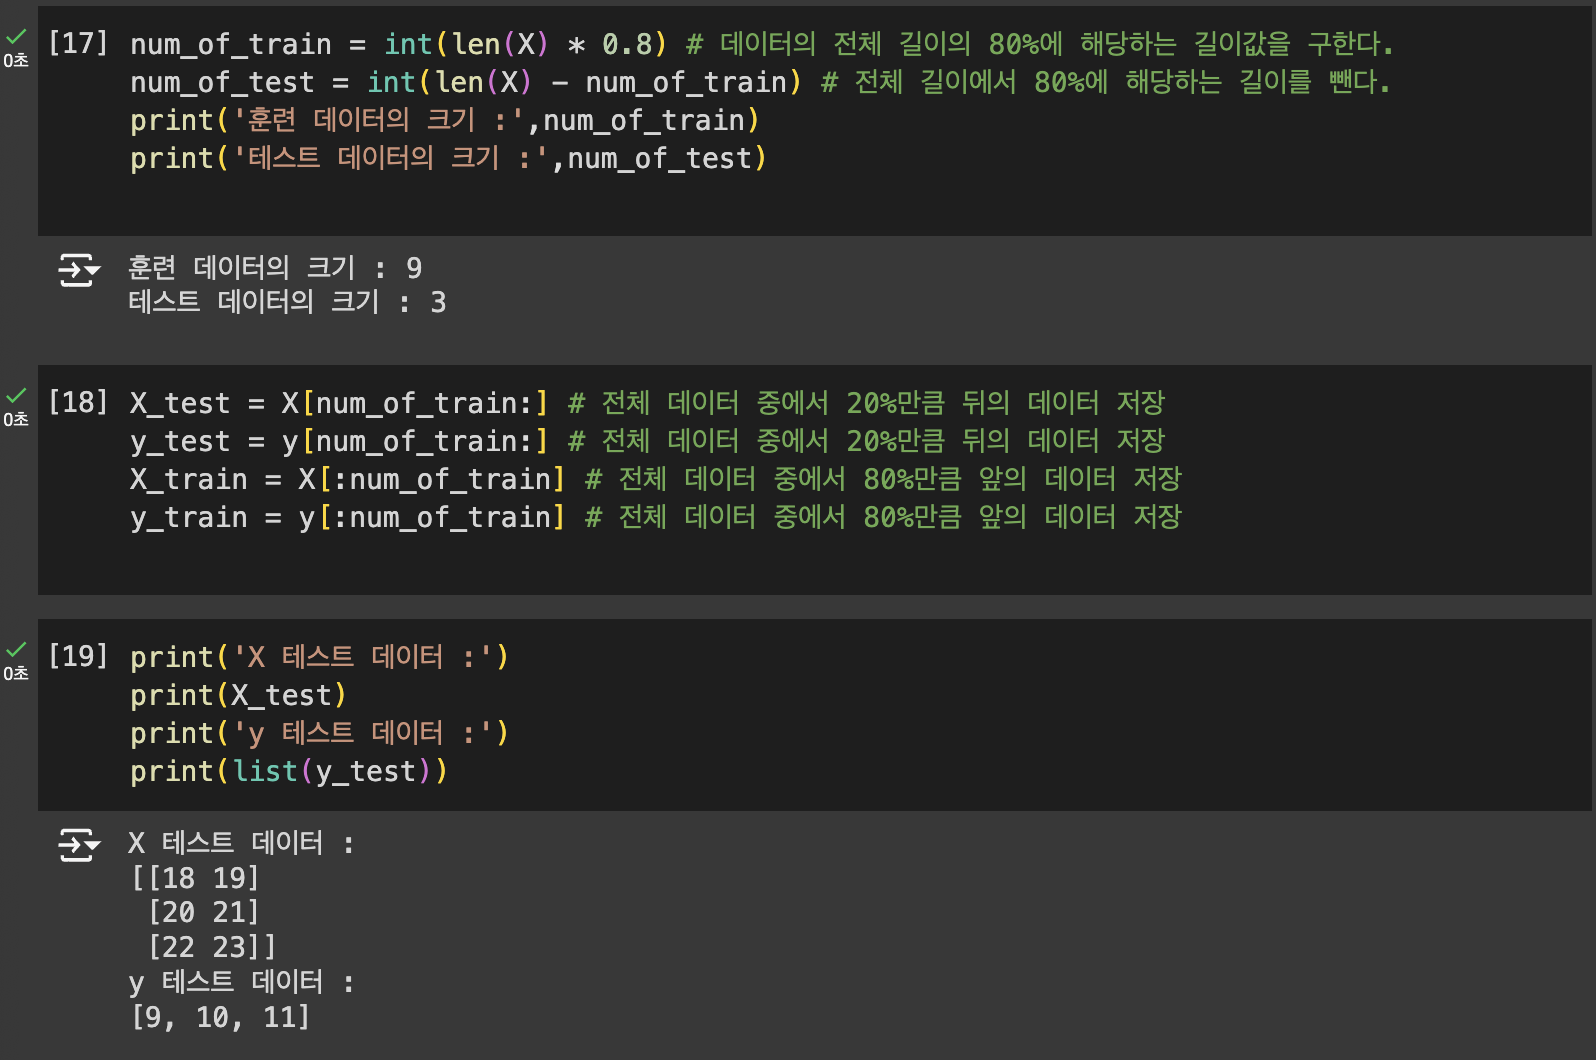 [17] num_of_train = int(len(X) * 0.8) # 데이터의 전체 길이의 80%에 해당하는 길이값을 구한다.
0초 num_of_test = int(len(X) - num_of_train) # 전체 길이에서 80%에 해당하는 길이를 뺀다.
print('훈련 데이터의 크기 :',num_of_train)
print('테스트 데이터의 크기 :',num_of_test)
훈련 데이터의 크기 : 9
테스트 데이터의 크기 : 3
[18] X_test = X[num_of_train:] # 전체 데이터 중에서 20%만큼 뒤의 데이터 저장
0초 y_test = y[num_of_train:] # 전체 데이터 중에서 20%만큼 뒤의 데이터 저장
X_train = X[:num_of_train] # 전체 데이터 중에서 80%만큼 앞의 데이터 저장
y_train = y[:num_of_train] # 전체 데이터 중에서 80%만큼 앞의 데이터 저장
[19] print('X 테스트 데이터 :')
0초 print(X_test)
print('y 테스트 데이터 :')
print(list(y_test))
X 테스트 데이터 :
[[18 19]
[20 21]
[22 23]]
y 테스트 데이터 :
[9, 10, 11]